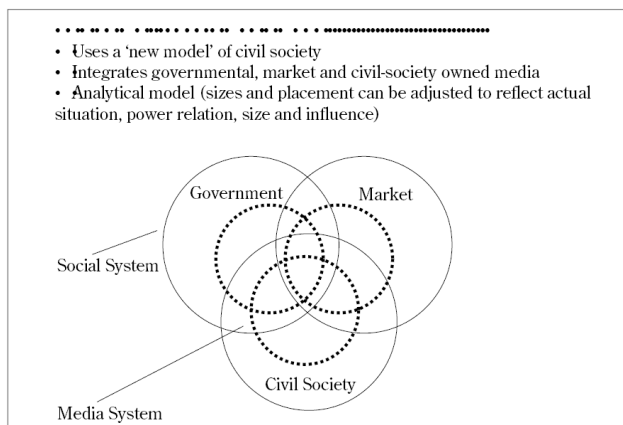 • Uses a ‘new model’ of civil society
• Integrates governmental, market and civil-society owned media
• Analytical model (sizes and placement can be adjusted to reflect actual
situation, power relation, size and influence)
Government
Market
Social System
Civil Society
Media System